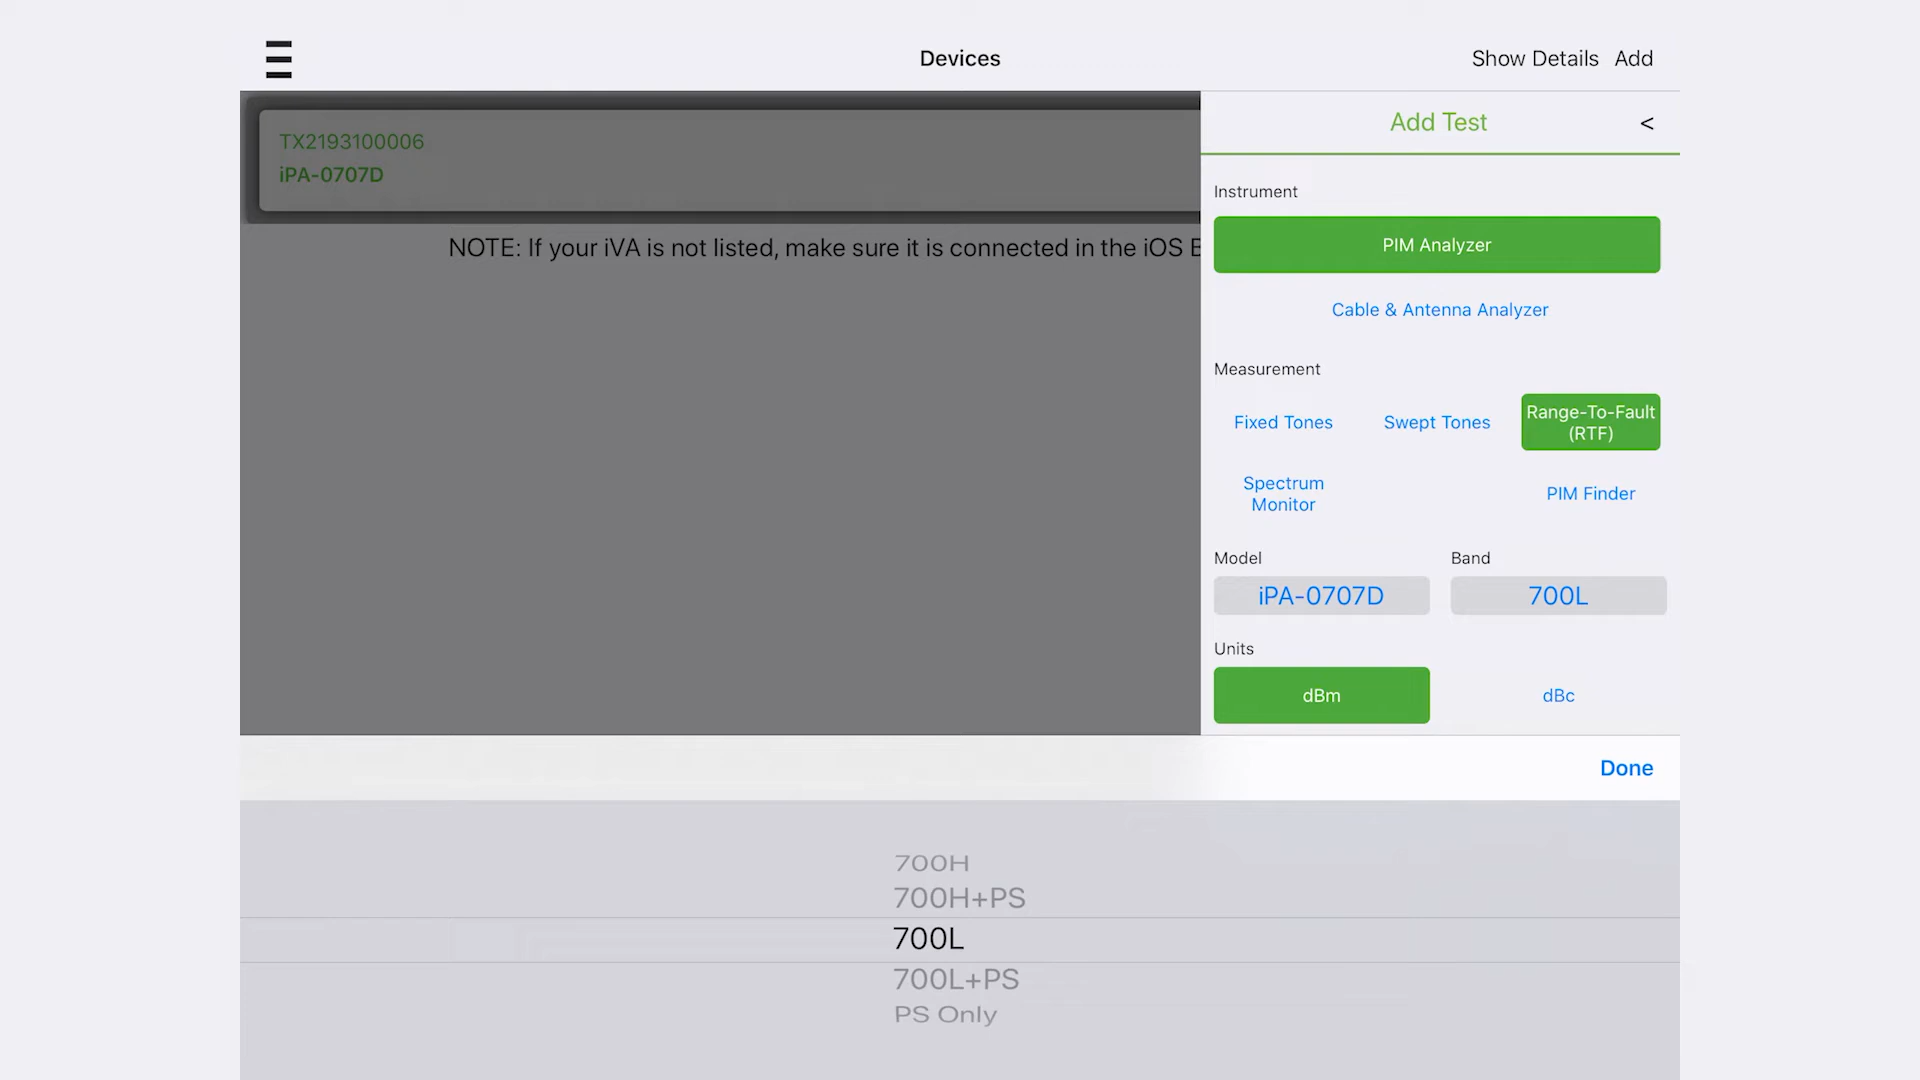 Devices
Show Details Add
TX2193100006
iPA-0707D
NOTE: If your iVA is not listed, make sure it is connected in the iOS B
Add Test
<
Instrument
PIM Analyzer
Cable & Antenna Analyzer
Measurement
Fixed Tones
Swept Tones
Range-To-Fault
(RTF)
Spectrum
Monitor
PIM Finder
Model
Band
iPA-0707D
700L
Units
dBm
dBc
Done
700H
700H+PS
700L
700L+PS
PS Only